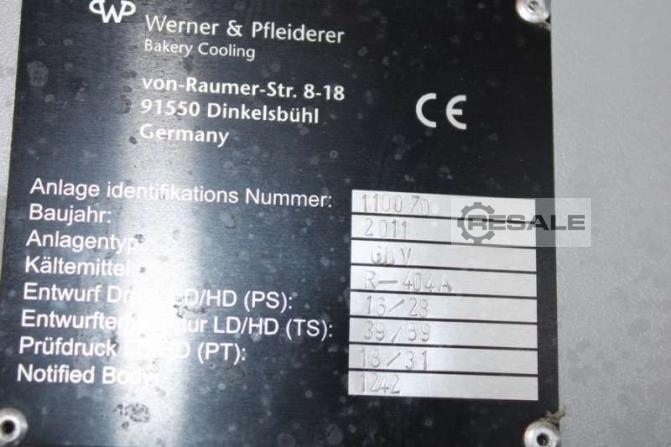 WP Werner & Pfleiderer
Bakery Cooling
von-Raumer-Str. 8-18
91550 Dinkelsbühl
Germany
CE
Anlage identifikations Nummer:
Baujahr: 2011
RESALE
Anlagentyp
Kältemittel R-404A
Entwurf LD/HD (PS): 16/28
LD/HD (TS): 39/39
Prüfdruck (PT): 18/31
Notified Body 1242